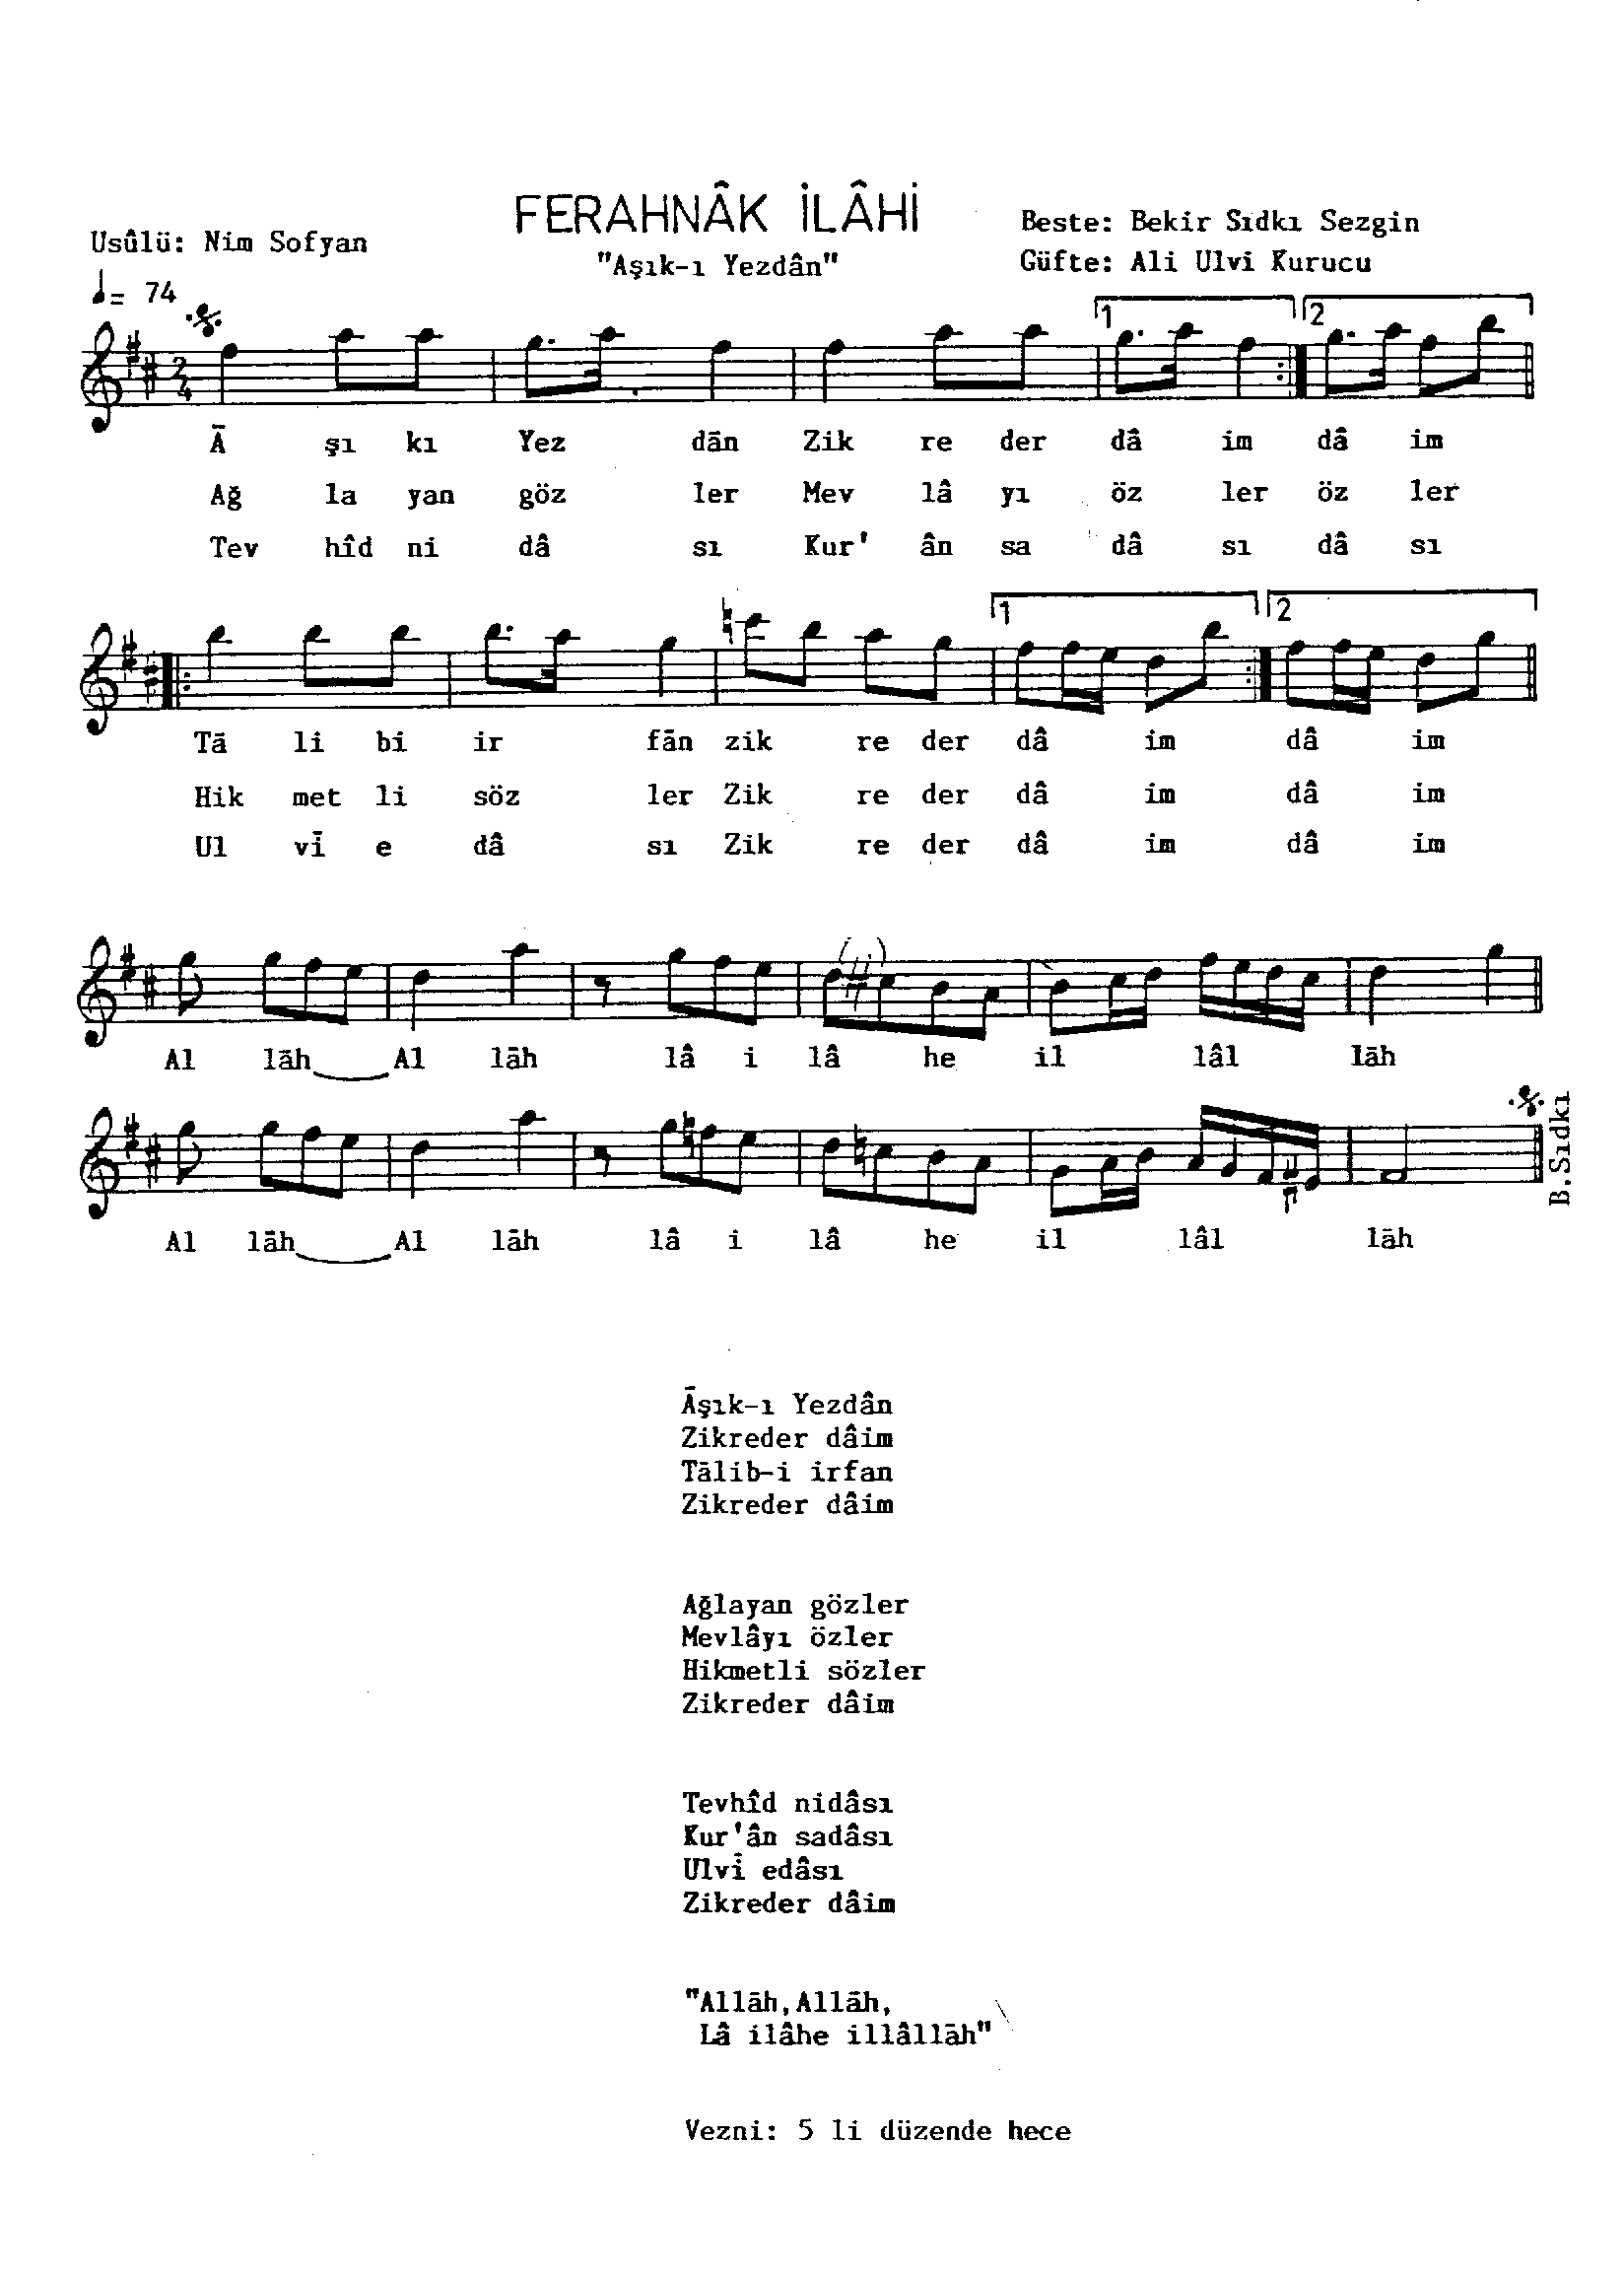 FERAHNÂK İLÂHİ
"Aşık-ı Yezdân"
Usûlü: Nim Sofyan
Beste: Bekir Sıdkı Sezgin
Güfte: Ali Ulvi Kurucu
= 74
1 2
2/4
Ā şı kı Yez dān Zik re der dâ im dâ im
Ağ la yan göz ler Mev lâ yı öz ler öz ler
Tev hîd ni dâ sı Kur' ân sa dâ sı dâ sı
1 2
Tā li bi ir fān zik re der dâ im dâ im
Hik met li söz ler Zik re der dâ im dâ im
Ul vī e dâ sı Zik re der dâ im dâ im
Al lāh Al lāh lâ i lâ he il lâl lāh
Al lāh Al lāh lâ i lâ he il lâl lāh
B.Sıdkı
Āşık-ı Yezdân
Zikreder dâim
Tālib-i irfan
Zikreder dâim
Ağlayan gözler
Mevlâyı özler
Hikmetli sözler
Zikreder dâim
Tevhîd nidâsı
Kur'ân sadâsı
Ulvī edâsı
Zikreder dâim
"Allāh,Allāh,
Lâ ilâhe illâllāh"
Vezni: 5 li düzende hece